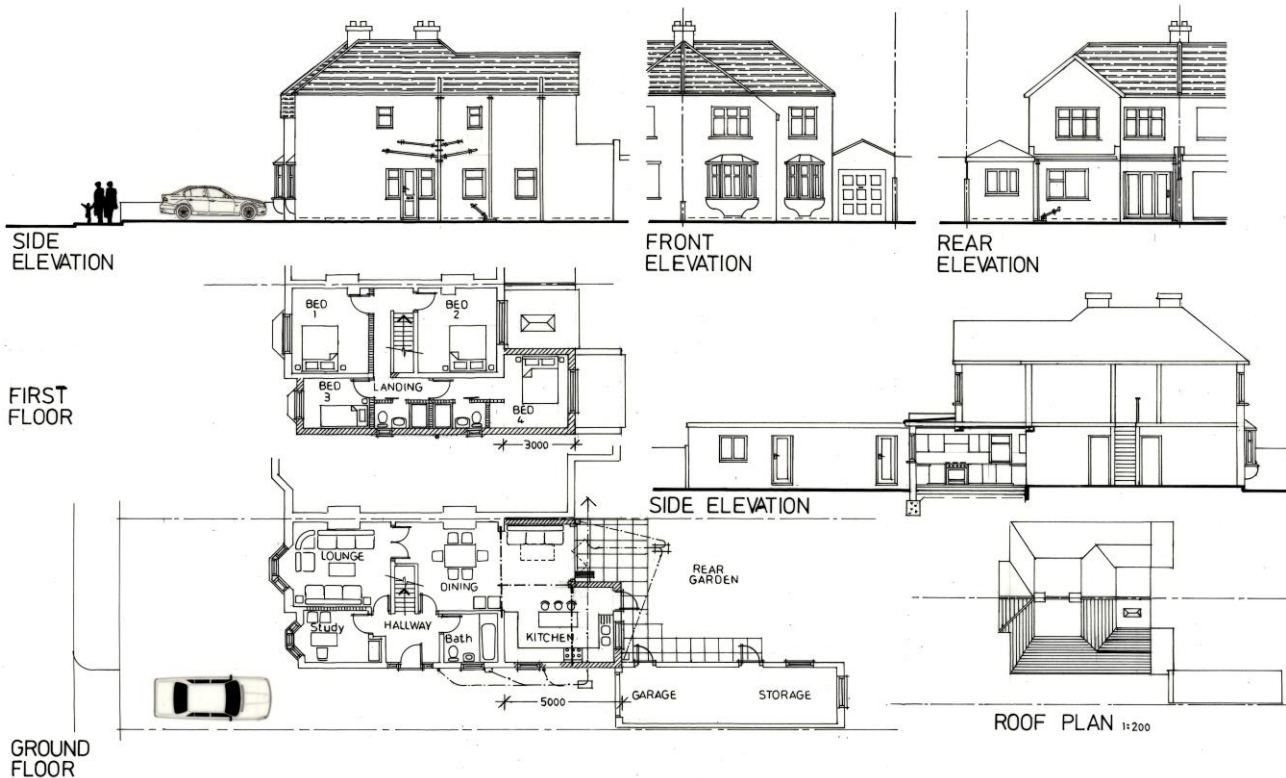 SIDE
ELEVATION
FRONT
ELEVATION
REAR
ELEVATION
FIRST
FLOOR
BED
1
BED
2
BED
3
LANDING
BED
4
3000
SIDE ELEVATION
LOUNGE
DINING
REAR
GARDEN
Study
HALLWAY
Bath
KITCHEN
5000
GARAGE
STORAGE
ROOF PLAN 1:200
GROUND
FLOOR